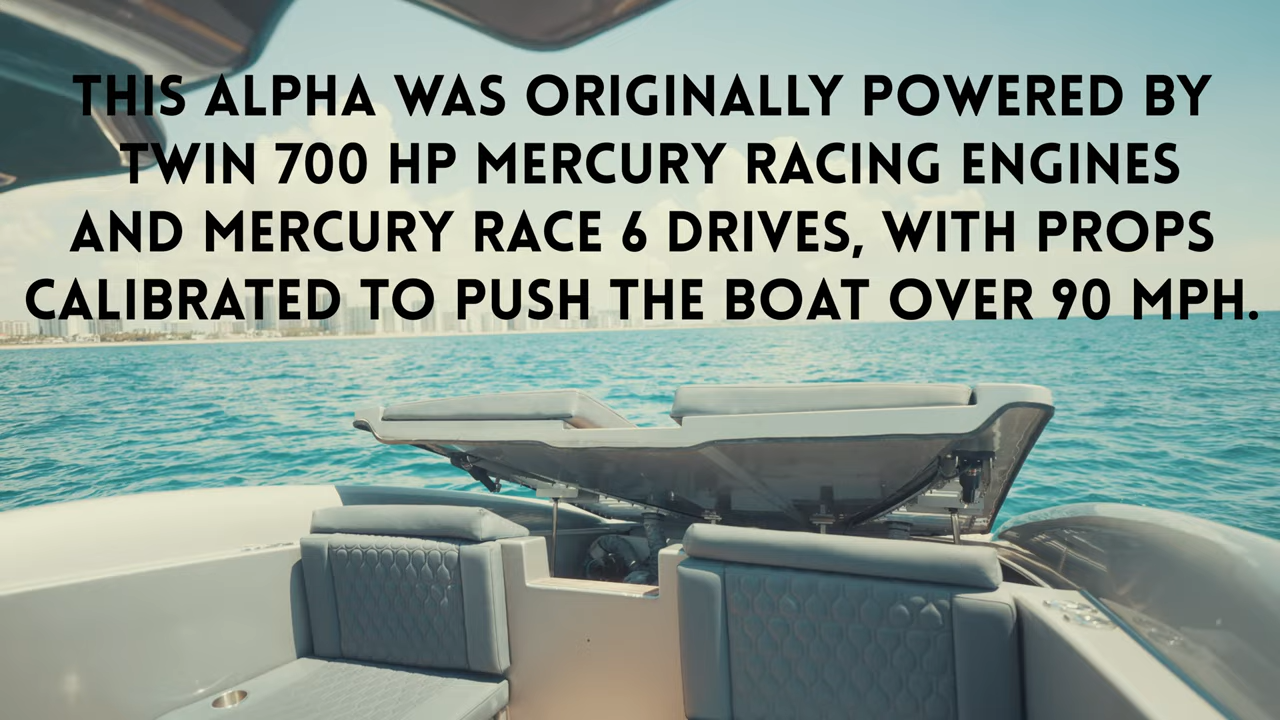 THIS ALPHA WAS ORIGINALLY POWERED BY
TWIN 700 HP MERCURY RACING ENGINES
AND MERCURY RACE 6 DRIVES, WITH PROPS
CALIBRATED TO PUSH THE BOAT OVER 90 MPH.